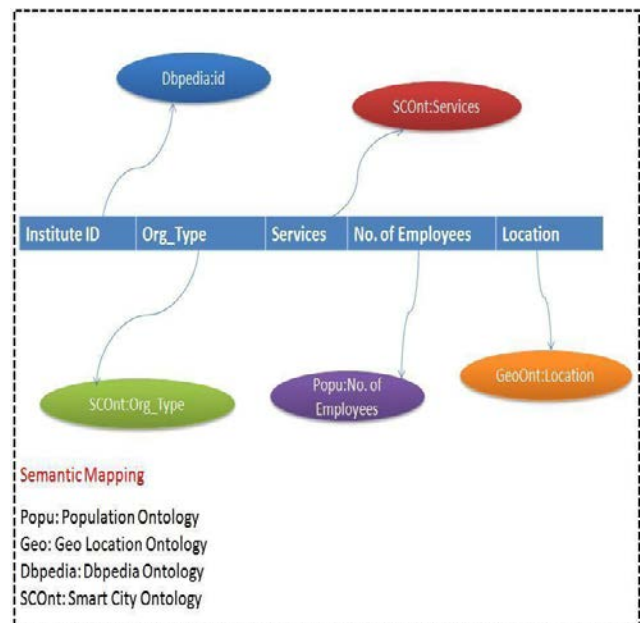 Dbpedia:id
SCOnt:Services
Institute ID Org_Type Services No. of Employees Location
SCOnt:Org_Type
Popu:No. of
Employees
GeoOnt:Location
Semantic Mapping
Popu: Population Ontology
Geo: Geo Location Ontology
Dbpedia: Dbpedia Ontology
SCOnt: Smart City Ontology